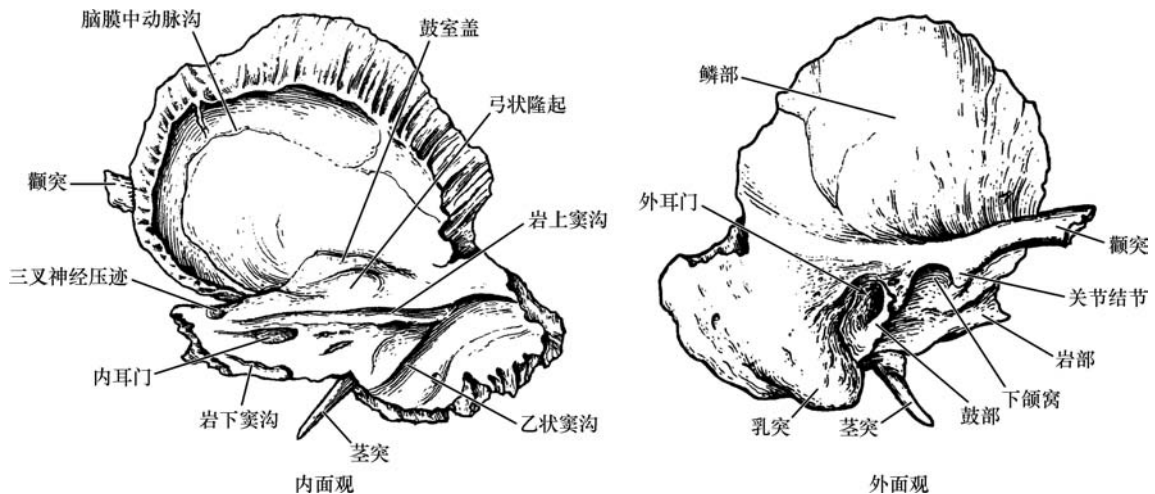 脑膜中动脉沟
鼓室盖
弓状隆起
颧突
岩上窦沟
三叉神经压迹
内耳门
岩下窦沟
茎突
乙状窦沟
内面观
鳞部
外耳门
颧突
关节结节
岩部
下颌窝
鼓部
茎突
乳突
外面观